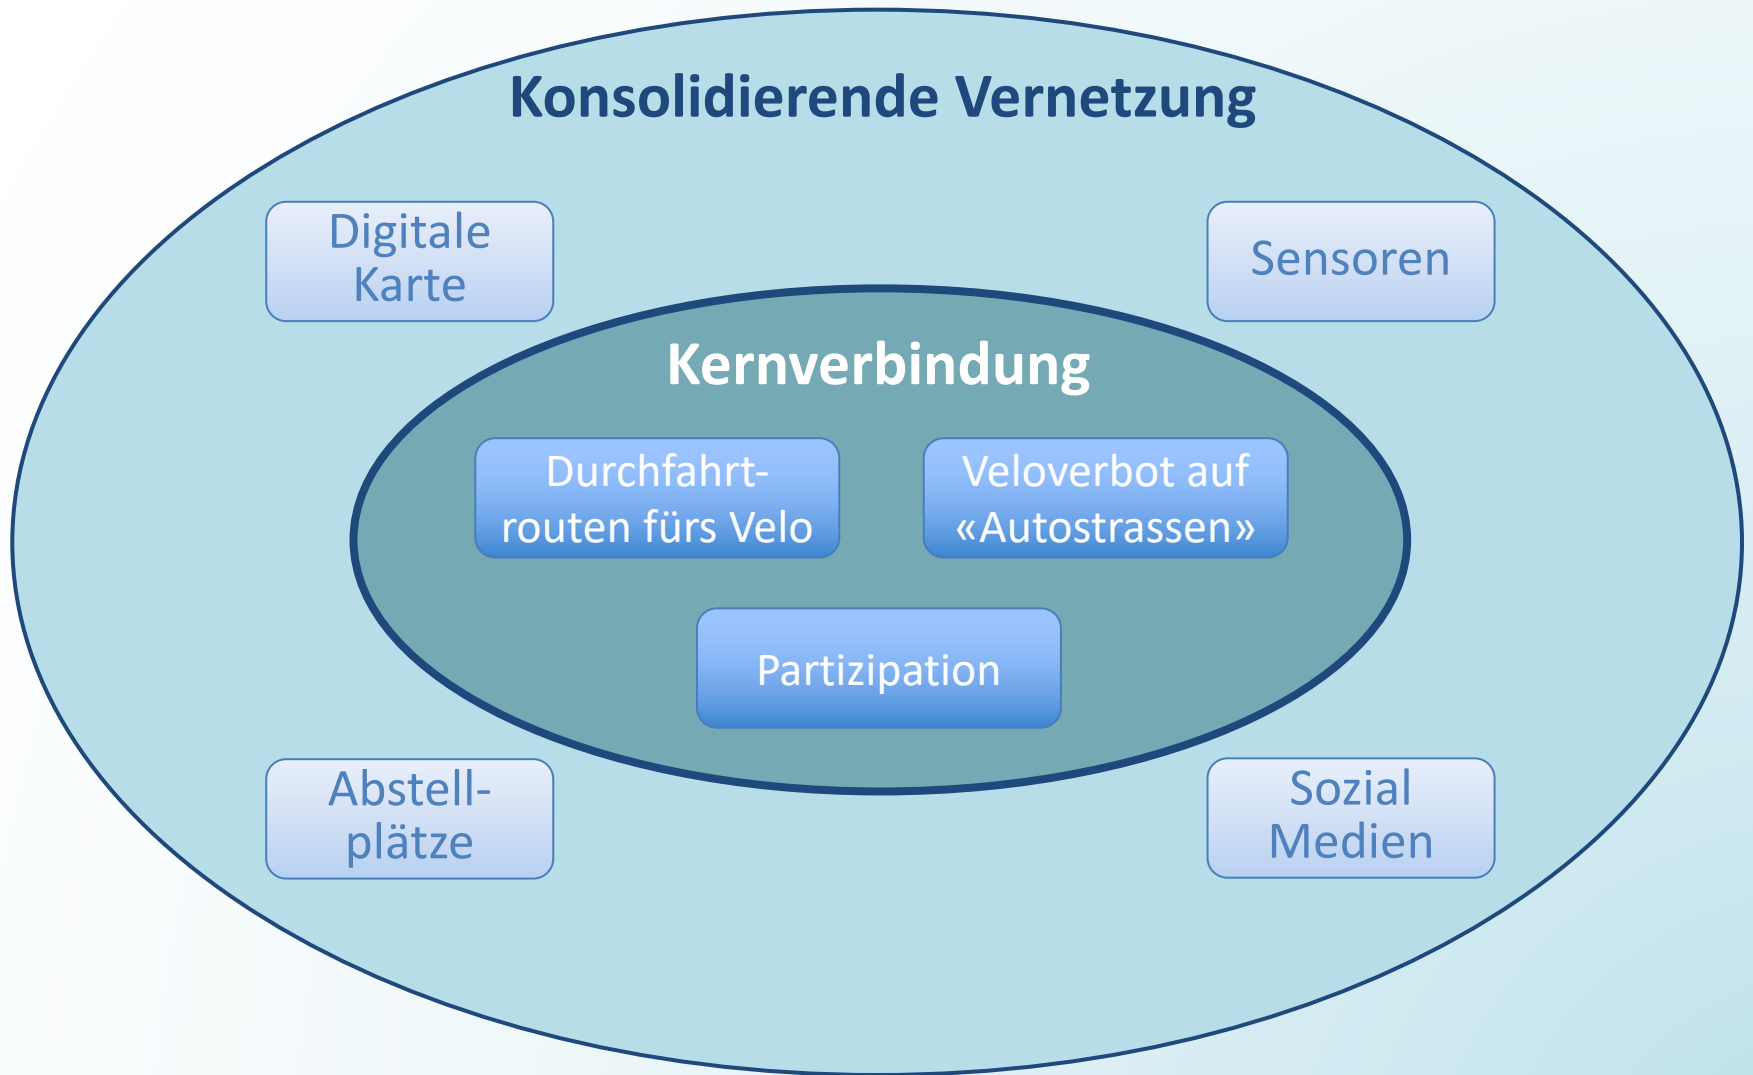 Konsolidierende Vernetzung
Digitale
Karte
Sensoren
Kernverbindung
Durchfahrt-
routen fürs Velo
Veloverbot auf
«Autostrassen»
Partizipation
Abstell-
plätze
Sozial
Medien